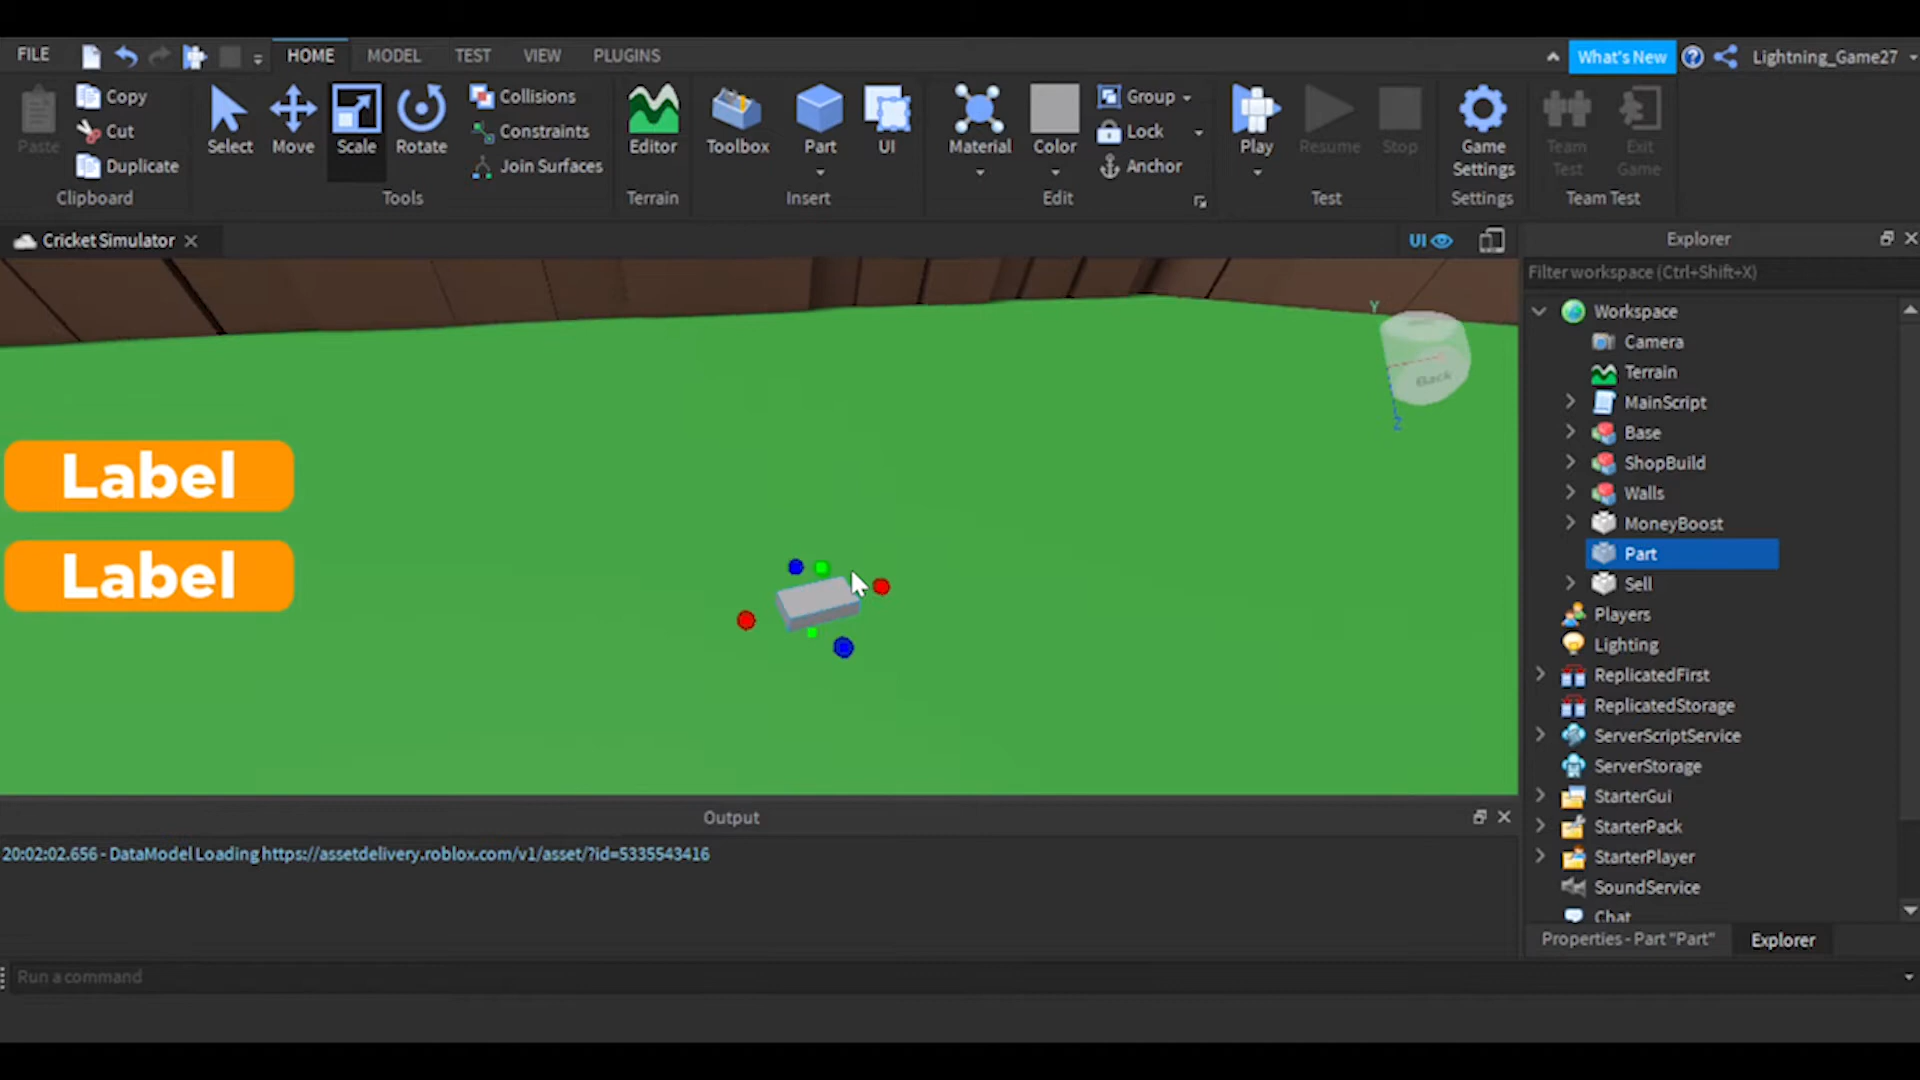 FILE HOME MODEL TEST VIEW PLUGINS What's New Lightning_Game27
Paste Copy Cut Duplicate Clipboard
Select Move Scale Rotate Collisions Constraints Join Surfaces Tools
Editor Terrain
Toolbox Part UI Insert
Material Color Group Lock Anchor Edit
Play Resume Stop Test
Game Settings Settings
Team Test Exit Game Team Test
Cricket Simulator UI Explorer
Filter workspace (Ctrl+Shift+X)
Workspace
Camera
Terrain
MainScript
Base
ShopBuild
Walls
MoneyBoost
Part
Sell
Players
Lighting
ReplicatedFirst
ReplicatedStorage
ServerScriptService
ServerStorage
StarterGui
StarterPack
StarterPlayer
SoundService
Chat
Properties - Part "Part" Explorer
Y
Back
Z
Label
Label
Output
20:02:02.656 - DataModel Loading https://assetdelivery.roblox.com/v1/asset/?id=5335543416
Run a command